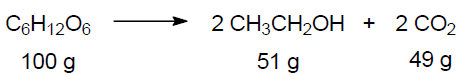 C₆H₁₂O₆ ⟶ 2 CH₃CH₂OH + 2 CO₂
100 g 51 g 49 g